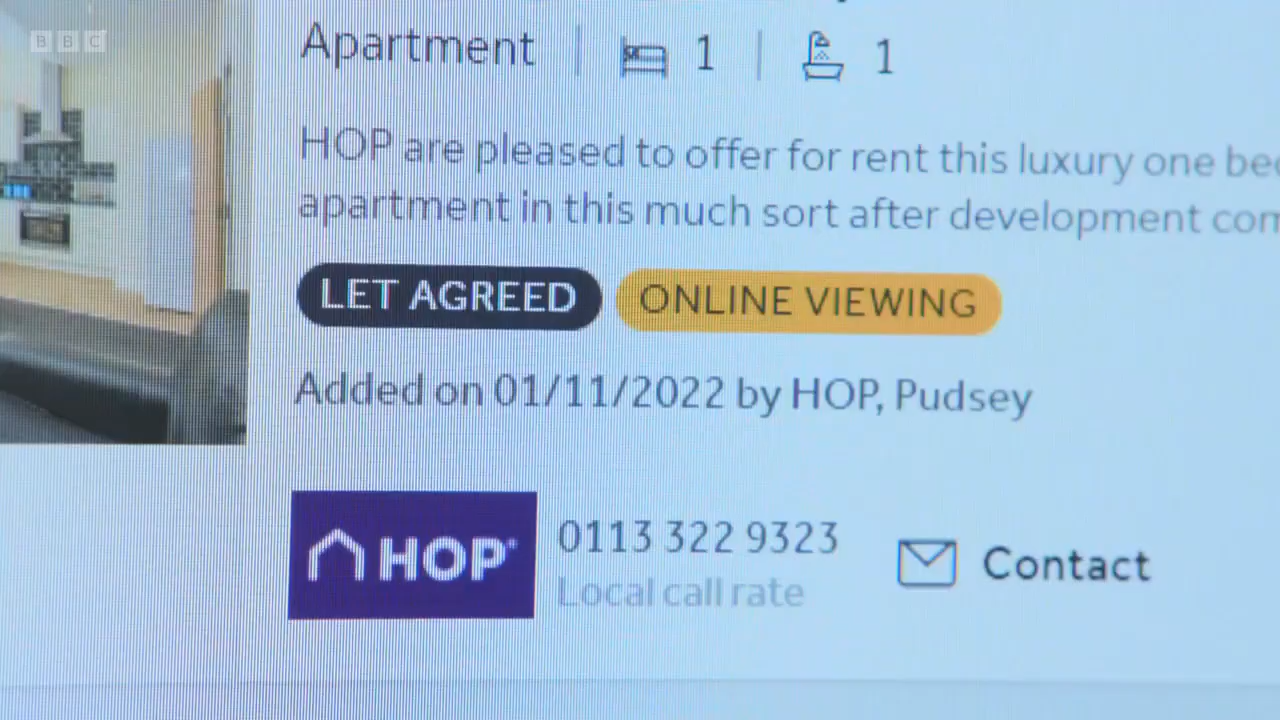 BBC
Apartment | 1 | 1
HOP are pleased to offer for rent this luxury one
apartment in this much sort after development
LET AGREED ONLINE VIEWING
Added on 01/11/2022 by HOP, Pudsey
HOP
0113 322 9323
Local call rate
Contact